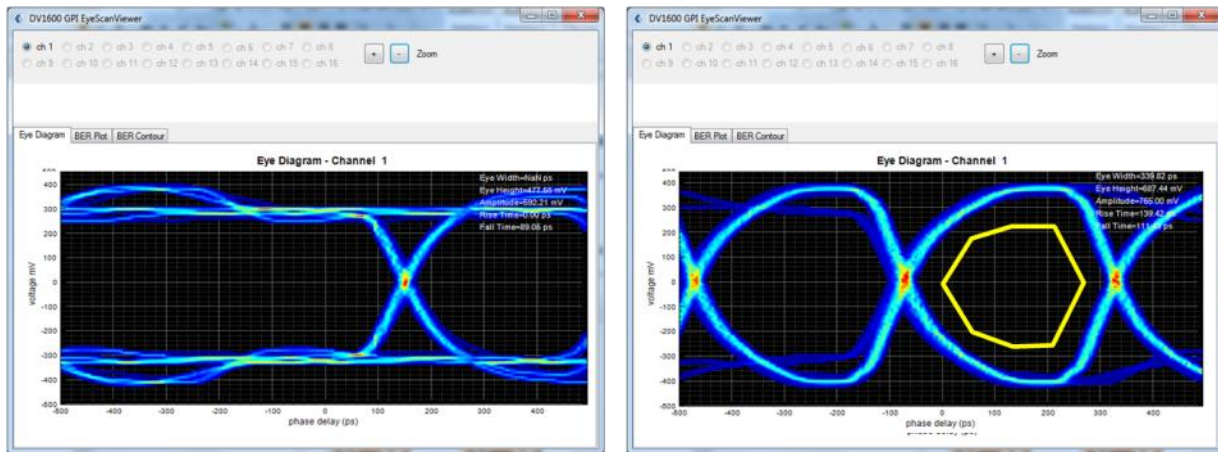 DV1600 GPI EyeScanViewer
ch 1 ch 2 ch 3 ch 4 ch 5 ch 6 ch 7 ch 8
ch 9 ch 10 ch 11 ch 12 ch 13 ch 14 ch 15 ch 16
+ - Zoom
Eye Diagram BER Plot BER Contour
Eye Diagram - Channel 1
Eye Width=NaN ps
Eye Height=477.55 mV
Amplitude=592.21 mV
Rise Time=0.00 ps
Fall Time=89.05 ps
400
300
200
100
0
-100
-200
-300
-400
-500
voltage mV
-500 -400 -300 -200 -100 0 100 200 300 400
phase delay (ps)
DV1600 GPI EyeScanViewer
ch 1 ch 2 ch 3 ch 4 ch 5 ch 6 ch 7 ch 8
ch 9 ch 10 ch 11 ch 12 ch 13 ch 14 ch 15 ch 16
+ - Zoom
Eye Diagram BER Plot BER Contour
Eye Diagram - Channel 1
Eye Width=339.82 ps
Eye Height=687.44 mV
Amplitude=766.00 mV
Rise Time=139.42 ps
Fall Time= ps
400
300
200
100
0
-100
-200
-300
-400
-500
voltage mV
-500 -400 -300 -200 -100 0 100 200 300 400
phase delay (ps)